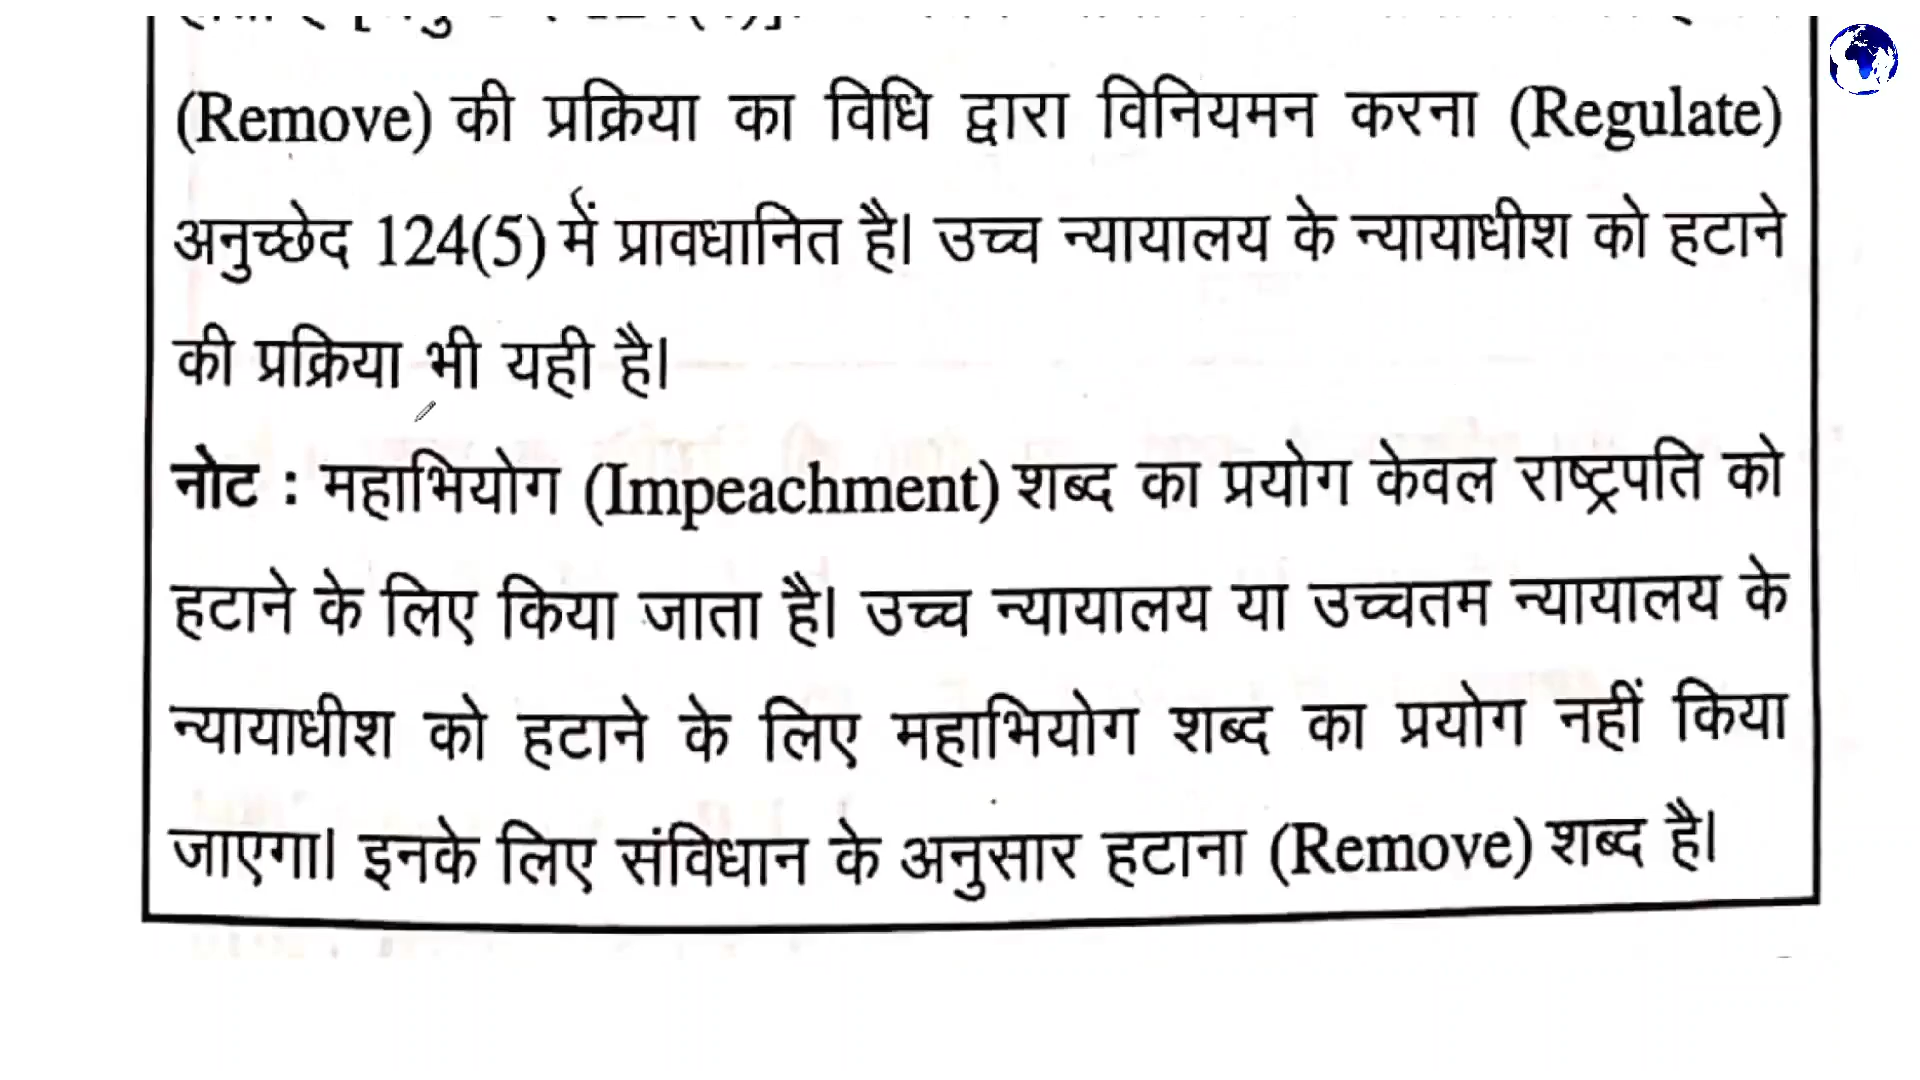 (Remove) की प्रक्रिया का विधि द्वारा विनियमन करना (Regulate)
अनुच्छेद 124(5) में प्रावधानित है। उच्च न्यायालय के न्यायाधीश को हटाने
की प्रक्रिया भी यही है।
नोट : महाभियोग (Impeachment) शब्द का प्रयोग केवल राष्ट्रपति को
हटाने के लिए किया जाता है। उच्च न्यायालय या उच्चतम न्यायालय के
न्यायाधीश को हटाने के लिए महाभियोग शब्द का प्रयोग नहीं किया
जाएगा। इनके लिए संविधान के अनुसार हटाना (Remove) शब्द है।